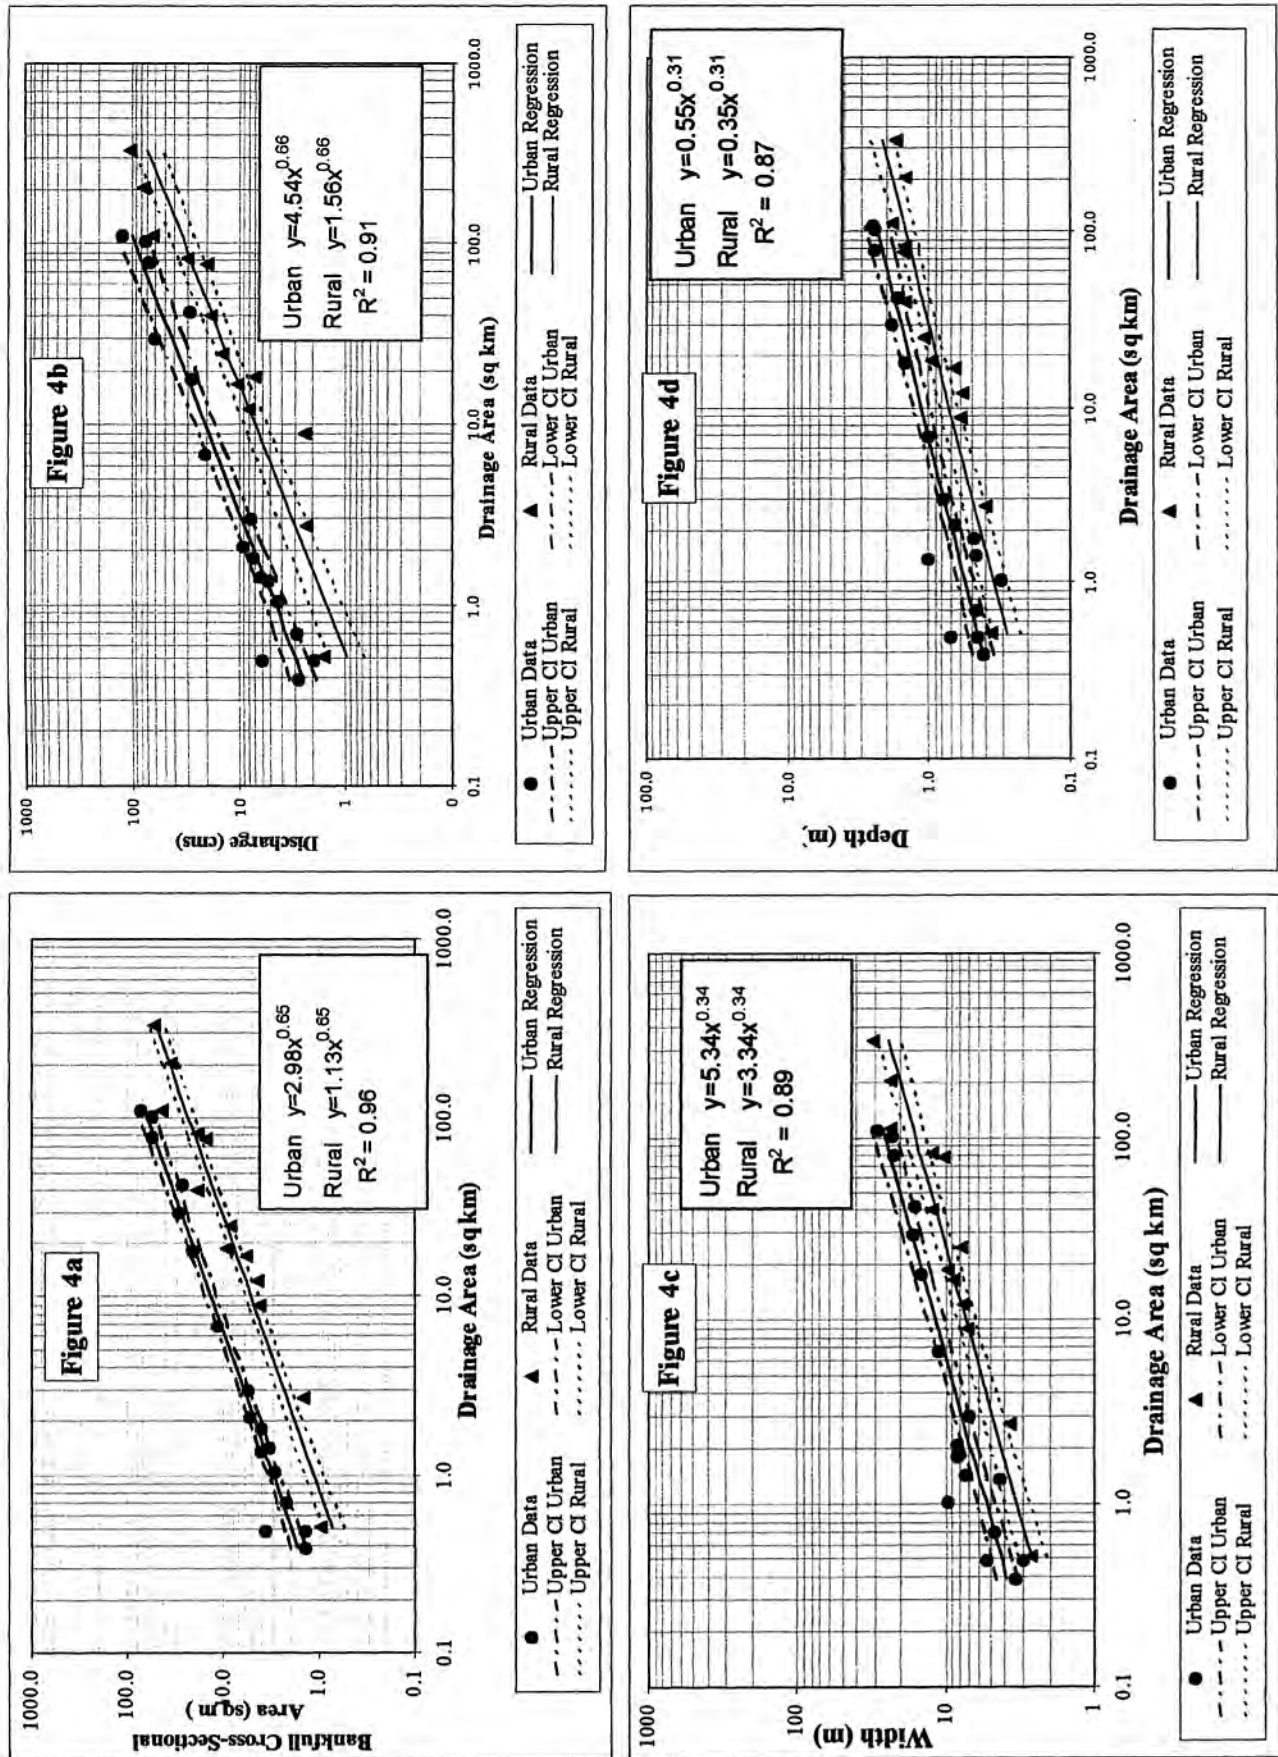 Figure 4a
Bankfull Cross-Sectional
Area (sq m )
1000.0
100.0
0.0
1.0
0.1
0.1
1.0
10.0
100.0
1000.0
Drainage Area (sq km)
Urban y=2.98x^0.65
Rural y=1.13x^0.65
R² = 0.96
Urban Data
Rural Data
Urban Regression
Upper CI Urban
Lower CI Urban
Rural Regression
Upper CI Rural
Lower CI Rural
Figure 4b
Discharge (cms)
1000
100
10
1
0
0.1
1.0
10.0
100.0
1000.0
Drainage Area (sq km)
Urban y=4.54x^0.66
Rural y=1.56x^0.66
R² = 0.91
Urban Data
Rural Data
Urban Regression
Upper CI Urban
Lower CI Urban
Rural Regression
Upper CI Rural
Lower CI Rural
Figure 4c
Width (m)
1000
100
10
1
0.1
1.0
10.0
100.0
1000.0
Drainage Area (sq km)
Urban y=5.34x^0.34
Rural y=3.34x^0.34
R² = 0.89
Urban Data
Rural Data
Urban Regression
Upper CI Urban
Lower CI Urban
Rural Regression
Upper CI Rural
Lower CI Rural
Figure 4d
Depth (m
100.0
10.0
1.0
0.1
0.1
1.0
10.0
100.0
1000.0
Drainage Area (sq km)
Urban y=0.55x^0.31
Rural y=0.35x^0.31
R² = 0.87
Urban Data
Rural Data
Urban Regression
Upper CI Urban
Lower CI Urban
Rural Regression
Upper CI Rural
Lower CI Rural